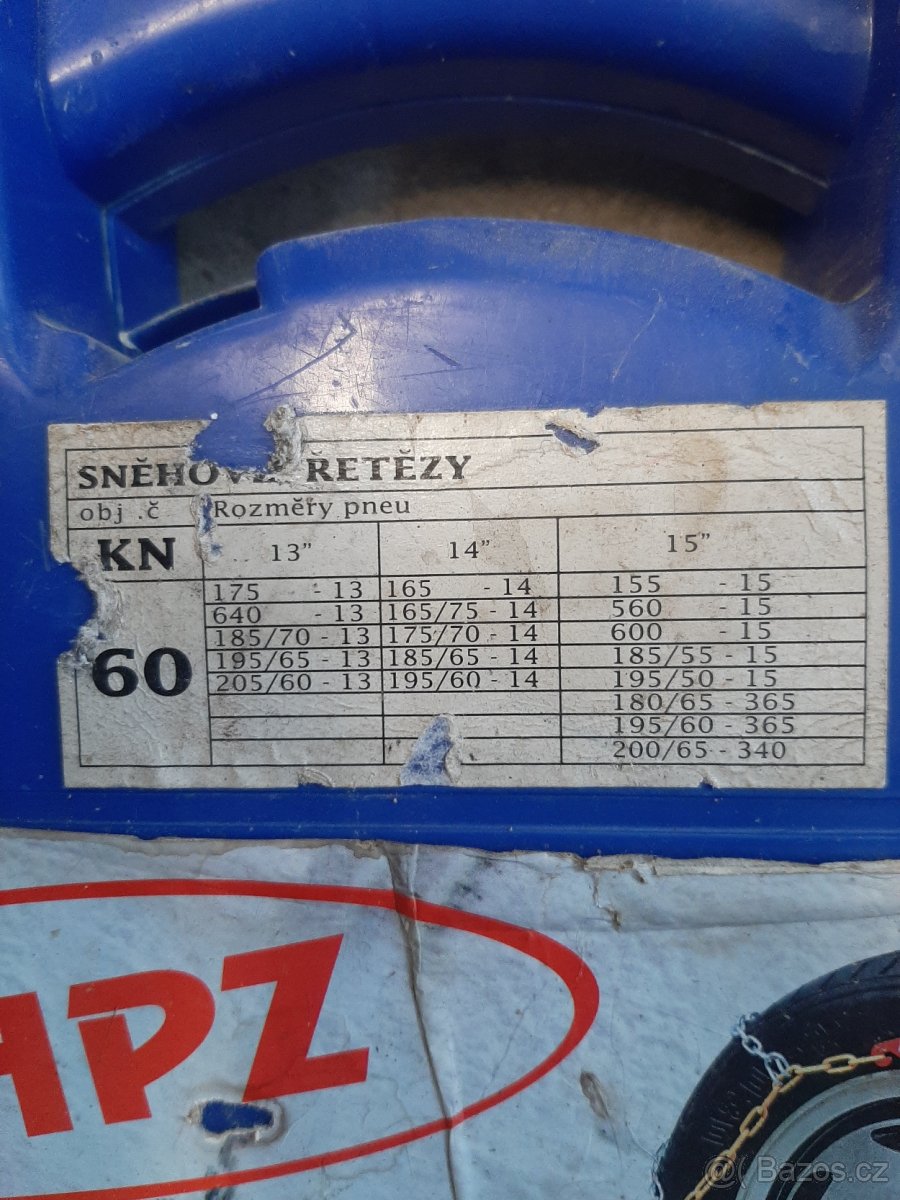 SNĚHOV ŘETĚZY
obj .č Rozměry pneu
KN 13" 14" 15"
175 - 13 165 - 14 155 - 15
640 - 13 165/75 - 14 560 - 15
185/70 - 13 175/70 - 14 600 - 15
60 195/65 - 13 185/65 - 14 185/55 - 15
205/60 - 13 195/60 - 14 195/50 - 15
180/65 - 365
195/60 - 365
200/65 - 340
APZ
@ Bazos.cz